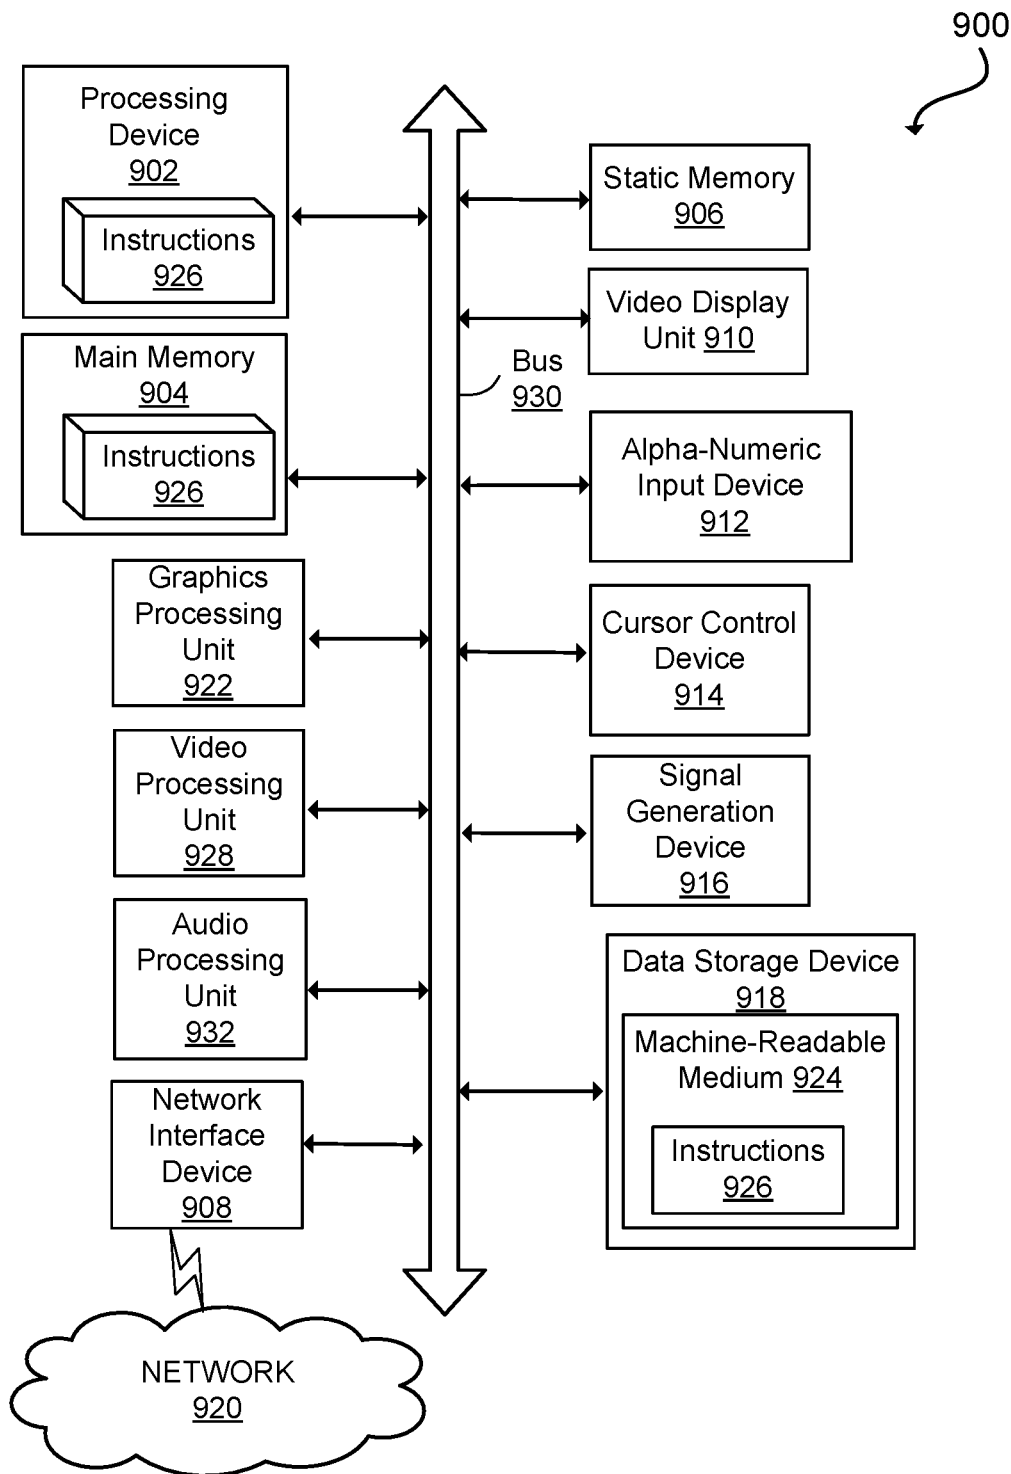 900
Processing
Device
902
Instructions
926
Main Memory
904
Instructions
926
Graphics
Processing
Unit
922
Video
Processing
Unit
928
Audio
Processing
Unit
932
Network
Interface
Device
908
NETWORK
920
Bus
930
Static Memory
906
Video Display
Unit 910
Alpha-Numeric
Input Device
912
Cursor Control
Device
914
Signal
Generation
Device
916
Data Storage Device
918
Machine-Readable
Medium 924
Instructions
926